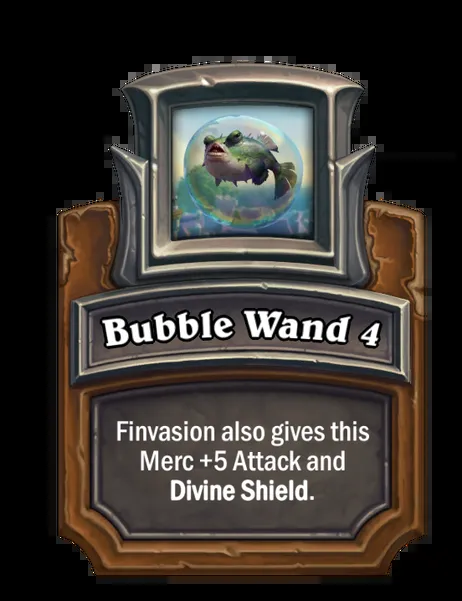 Bubble Wand 4
Finvasion also gives this
Merc +5 Attack and
Divine Shield.